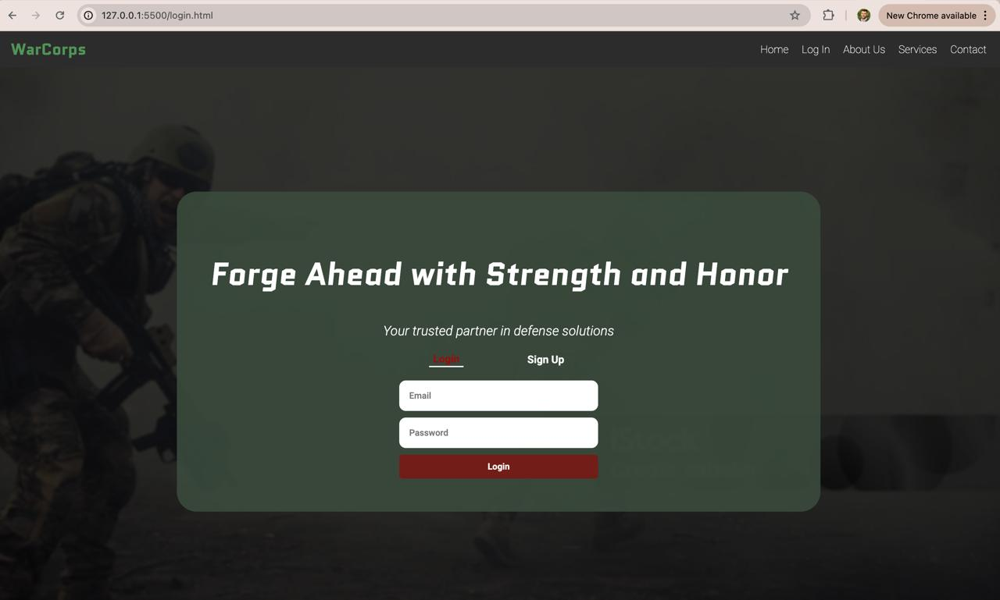 127.0.0.1:5500/login.html
New Chrome available
WarCorps
Home Log In About Us Services Contact
Forge Ahead with Strength and Honor
Your trusted partner in defense solutions
Login Sign Up
Email
Password
iStock
Login